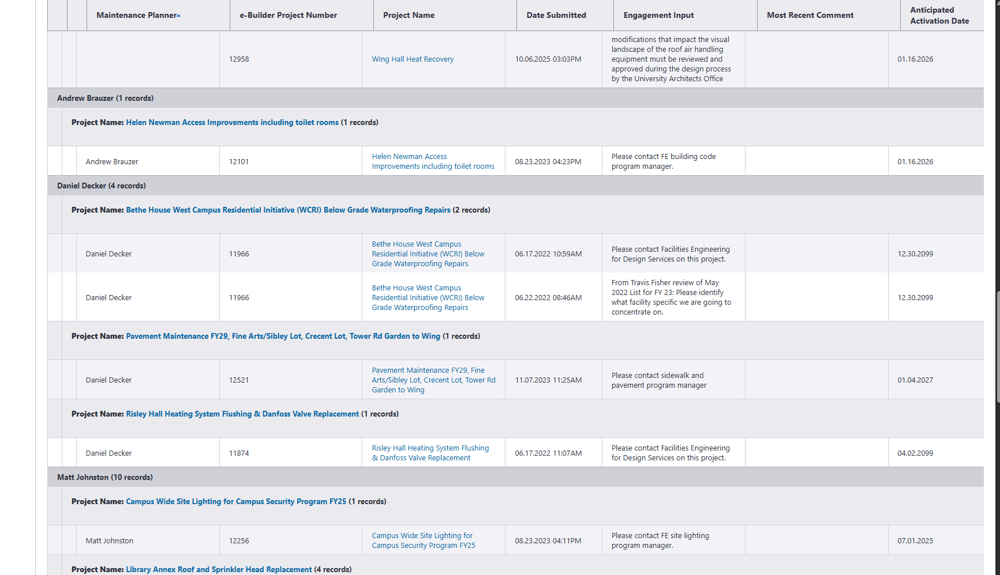 Maintenance Planner
e-Builder Project Number
Project Name
Date Submitted
Engagement Input
Most Recent Comment
Anticipated
Activation Date
12958
Wing Hall Heat Recovery
10.06.2025 03:03PM
modifications that impact the visual
landscape of the roof air handling
equipment must be reviewed and
approved during the design process
by the University Architects Office
01.16.2026
Andrew Brauzer (1 records)
Project Name: Helen Newman Access Improvements including toilet rooms (1 records)
Andrew Brauzer
12101
Helen Newman Access
Improvements including toilet rooms
08.23.2023 04:23PM
Please contact FE building code
program manager.
01.16.2026
Daniel Decker (4 records)
Project Name: Bethe House West Campus Residential Initiative (WCRI) Below Grade Waterproofing Repairs (2 records)
Daniel Decker
11966
Bethe House West Campus
Residential Initiative (WCRI) Below
Grade Waterproofing Repairs
06.17.2022 10:59AM
Please contact Facilities Engineering
for Design Services on this project.
12.30.2099
Daniel Decker
11966
Bethe House West Campus
Residential Initiative (WCRI) Below
Grade Waterproofing Repairs
06.22.2022 08:46AM
From Travis Fisher review of May
2022 List for FY 23: Please identify
what facility specific we are going to
concentrate on.
12.30.2099
Project Name: Pavement Maintenance FY29, Fine Arts/Sibley Lot, Crecent Lot, Tower Rd Garden to Wing (1 records)
Daniel Decker
12521
Pavement Maintenance FY29, Fine
Arts/Sibley Lot, Crecent Lot, Tower Rd
Garden to Wing
11.07.2023 11:25AM
Please contact sidewalk and
pavement program manager
01.04.2027
Project Name: Risley Hall Heating System Flushing & Danfoss Valve Replacement (1 records)
Daniel Decker
11874
Risley Hall Heating System Flushing
& Danfoss Valve Replacement
06.17.2022 11:07AM
Please contact Facilities Engineering
for Design Services on this project.
04.02.2099
Matt Johnston (10 records)
Project Name: Campus Wide Site Lighting for Campus Security Program FY25 (1 records)
Matt Johnston
12256
Campus Wide Site Lighting for
Campus Security Program FY25
08.23.2023 04:11PM
Please contact FE site lighting
program manager.
07.01.2025
Project Name: Library Annex Roof and Sprinkler Head Replacement (4 records)